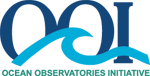 OOI
OCEAN OBSERVATORIES INITIATIVE